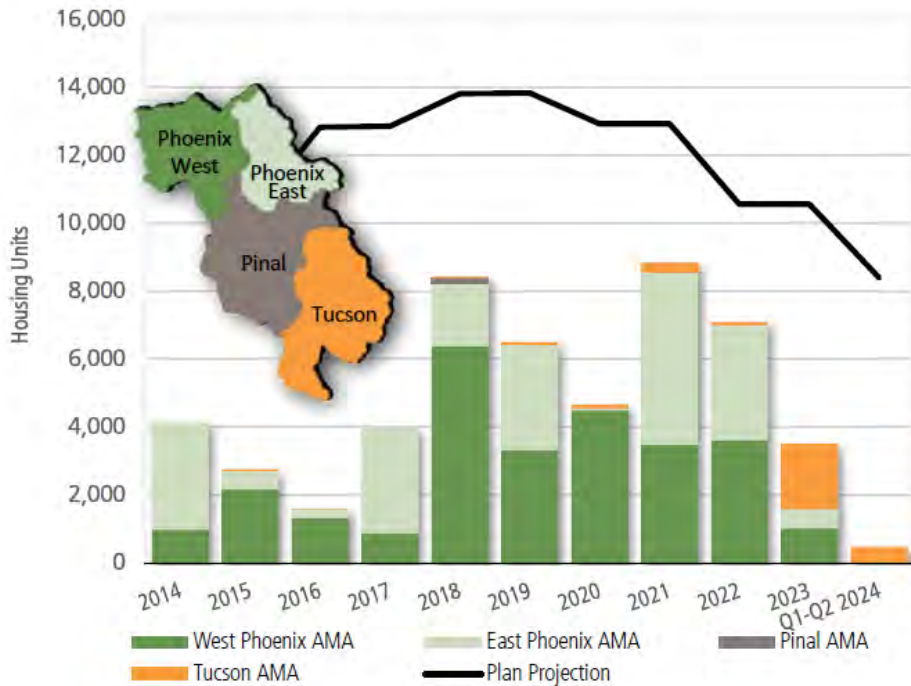 16,000
14,000
12,000
10,000
8,000
6,000
4,000
2,000
0
Housing Units
Phoenix
West
Phoenix
East
Pinal
Tucson
2014
2015
2016
2017
2018
2019
2020
2021
2022
2023
Q1-Q2 2024
West Phoenix AMA
East Phoenix AMA
Pinal AMA
Tucson AMA
Plan Projection